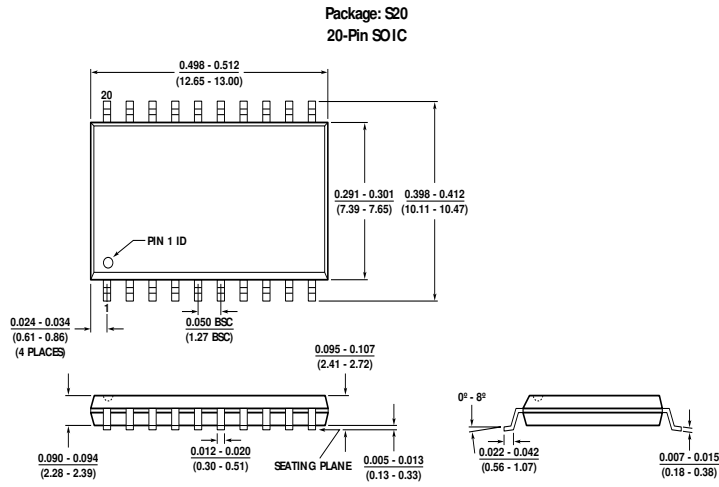 Package: S20
20-Pin SOIC
0.498 - 0.512
(12.65 - 13.00)
20
0.291 - 0.301
(7.39 - 7.65)
0.398 - 0.412
(10.11 - 10.47)
PIN 1 ID
1
0.024 - 0.034
(0.61 - 0.86)
(4 PLACES)
0.050 BSC
(1.27 BSC)
0.095 - 0.107
(2.41 - 2.72)
0º - 8º
0.090 - 0.094
(2.28 - 2.39)
0.012 - 0.020
(0.30 - 0.51)
SEATING PLANE
0.005 - 0.013
(0.13 - 0.33)
0.022 - 0.042
(0.56 - 1.07)
0.007 - 0.015
(0.18 - 0.38)